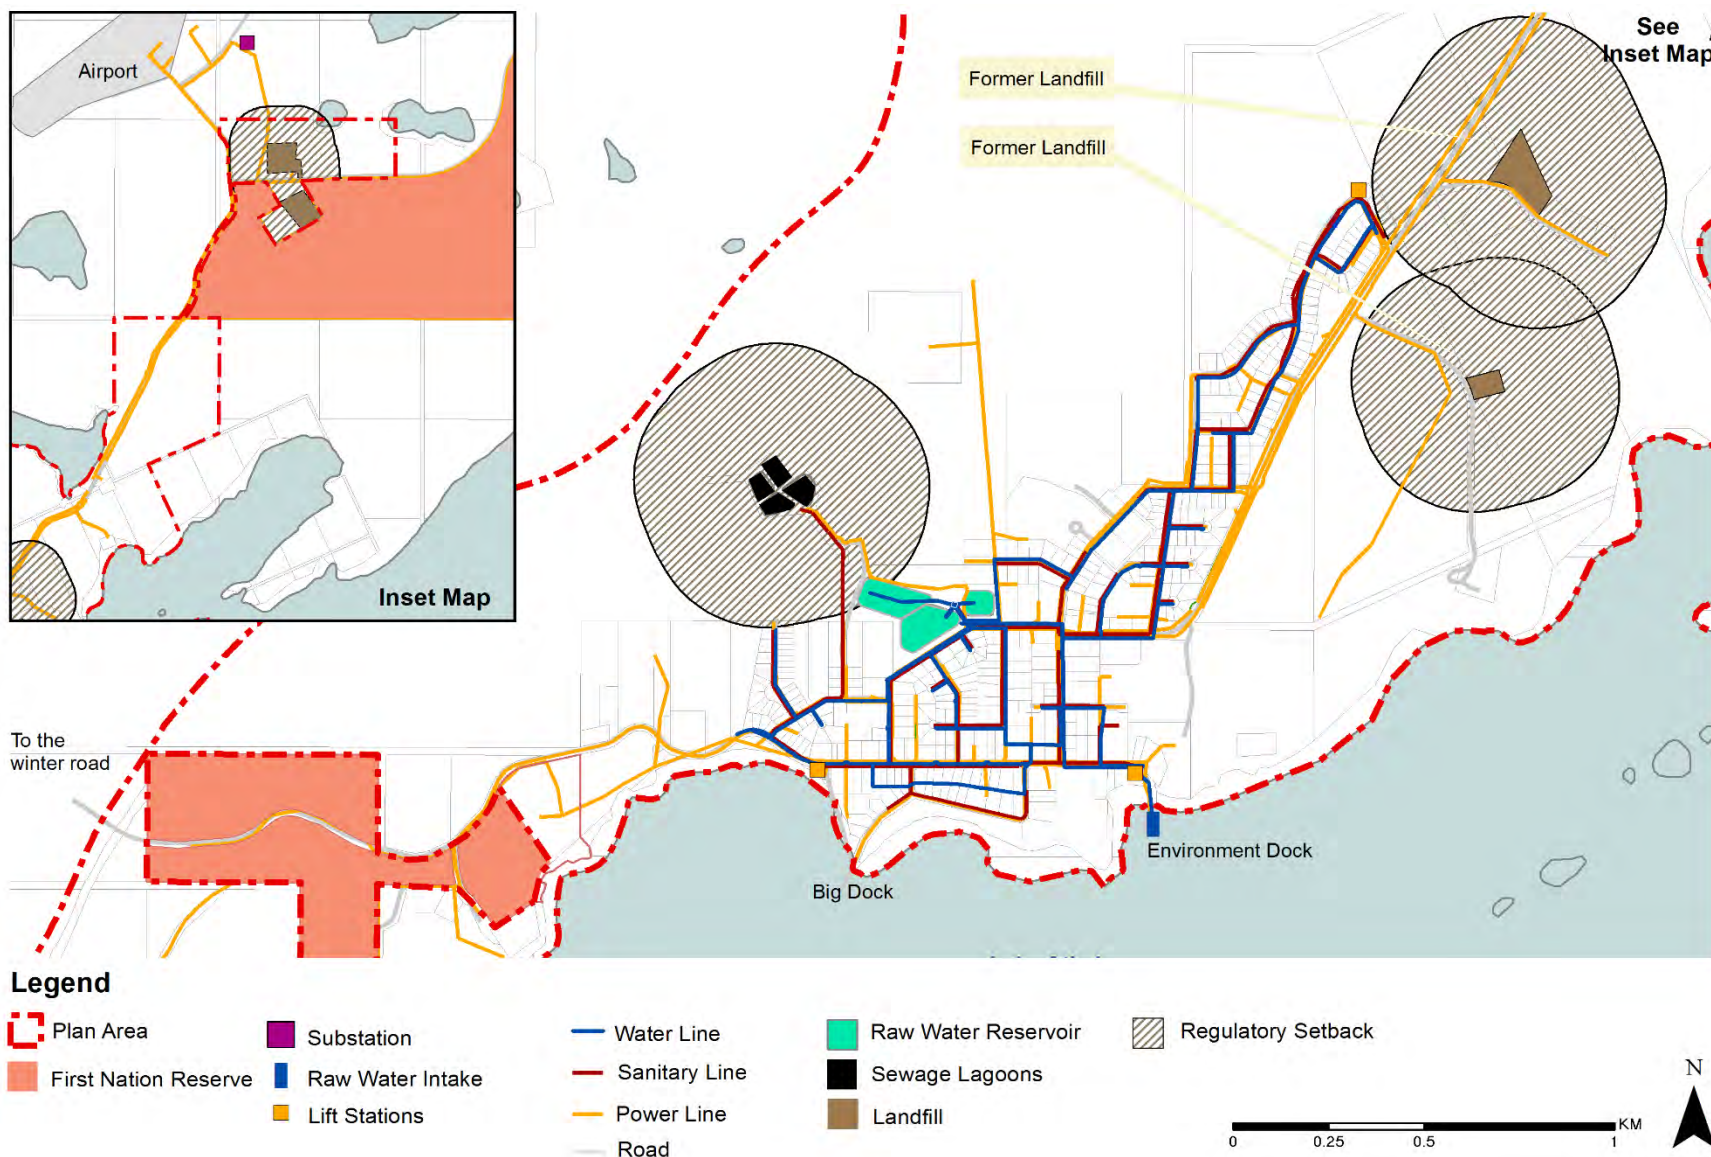 Airport
Inset Map
See
Inset Map
Former Landfill
Former Landfill
To the
winter road
Big Dock
Environment Dock
Legend
Plan Area
First Nation Reserve
Substation
Raw Water Intake
Lift Stations
Water Line
Sanitary Line
Power Line
Road
Raw Water Reservoir
Sewage Lagoons
Landfill
Regulatory Setback
N
KM
0 0.25 0.5 1